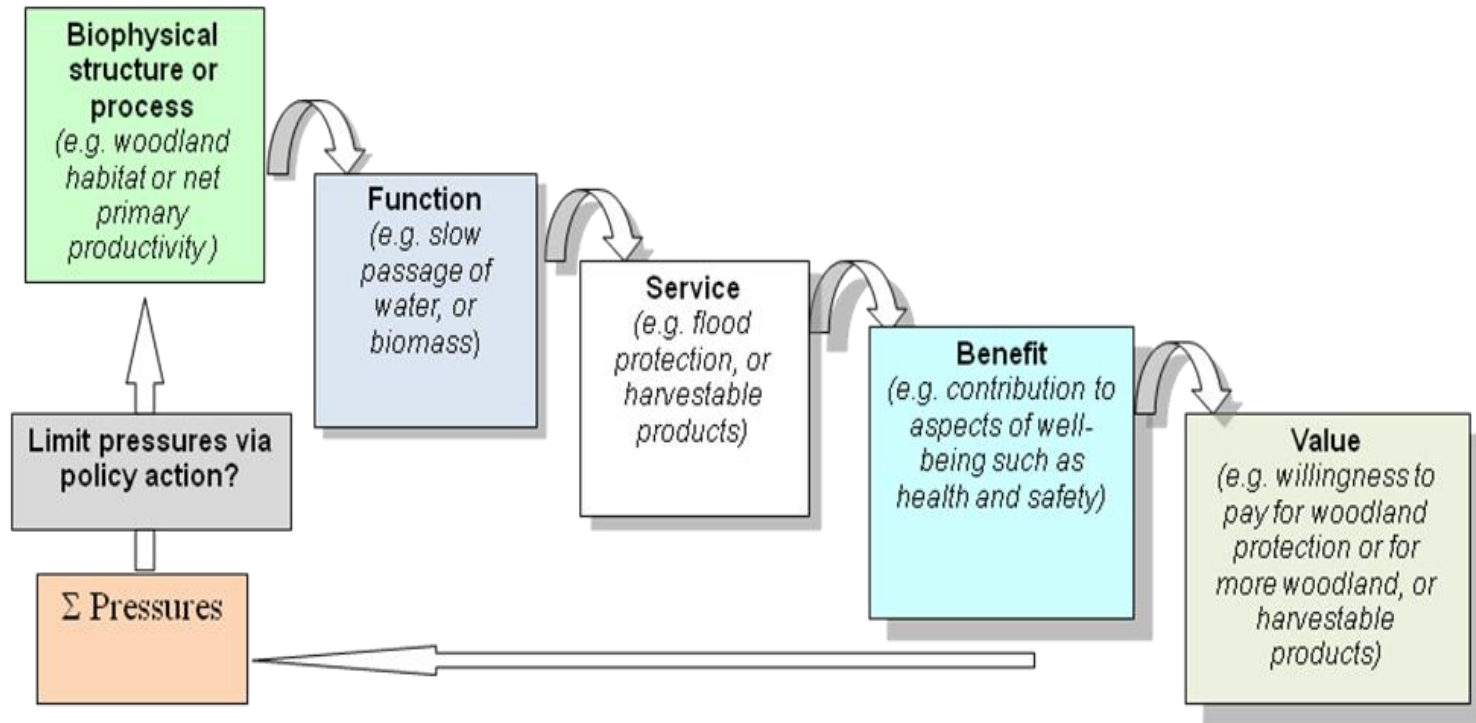 Biophysical
structure or
process
(e.g. woodland
habitat or net
primary
productivity)
Function
(e.g. slow
passage of
water, or
biomass)
Service
(e.g. flood
protection, or
harvestable
products)
Benefit
(e.g. contribution to
aspects of well-
being such as
health and safety)
Value
(e.g. willingness to
pay for woodland
protection or for
more woodland, or
harvestable
products)
Limit pressures via
policy action?
Σ Pressures